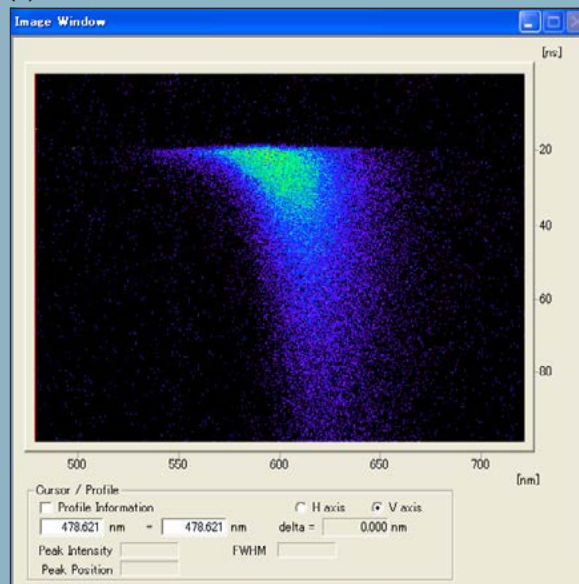 Image Window
[ns]
20
40
60
80
500 550 600 650 700
[nm]
Cursor / Profile
Profile Information H axis V axis
478.621 nm - 478.621 nm delta = 0.000 nm
Peak Intensity FWHM
Peak Position